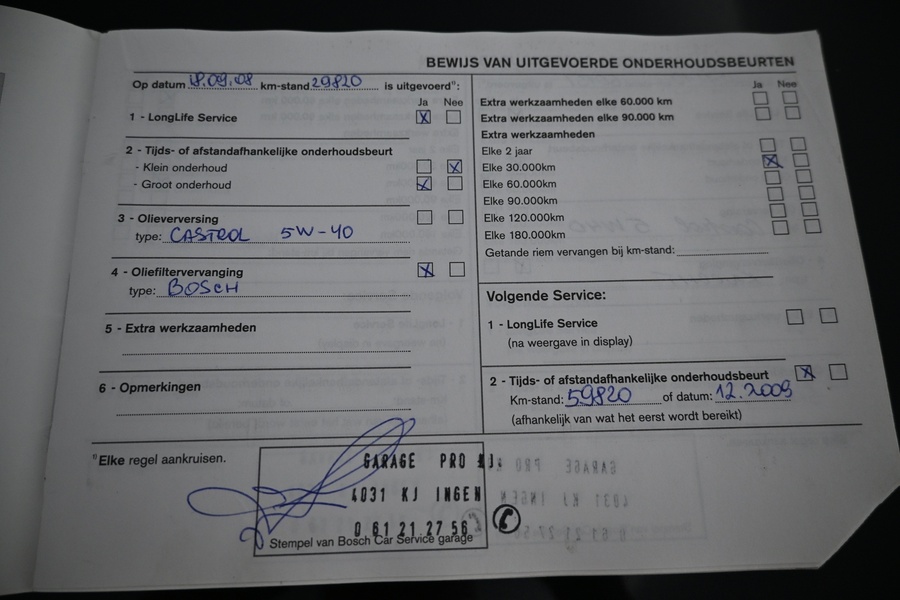 BEWIJS VAN UITGEVOERDE ONDERHOUDSBEURTEN
Op datum 18.09.08 km-stand 29820 is uitgevoerd¹⁾:
Ja Nee
1 - LongLife Service
2 - Tijds- of afstandafhankelijke onderhoudsbeurt
- Klein onderhoud
- Groot onderhoud
3 - Olieverversing
type: CASTROL 5W-40
4 - Oliefiltervervanging
type: BOSCH
5 - Extra werkzaamheden
6 - Opmerkingen
Ja Nee
Extra werkzaamheden elke 60.000 km
Extra werkzaamheden elke 90.000 km
Extra werkzaamheden
Elke 2 jaar
Elke 30.000km
Elke 60.000km
Elke 90.000km
Elke 120.000km
Elke 180.000km
Getande riem vervangen bij km-stand:
Volgende Service:
1 - LongLife Service
(na weergave in display)
2 - Tijds- of afstandafhankelijke onderhoudsbeurt
Km-stand: 59820 of datum: 12.2009
(afhankelijk van wat het eerst wordt bereikt)
¹⁾Elke regel aankruisen.
GARAGE PRO
4031 KJ INGEN
0 61 21 27 56
Stempel van Bosch Car Service garage